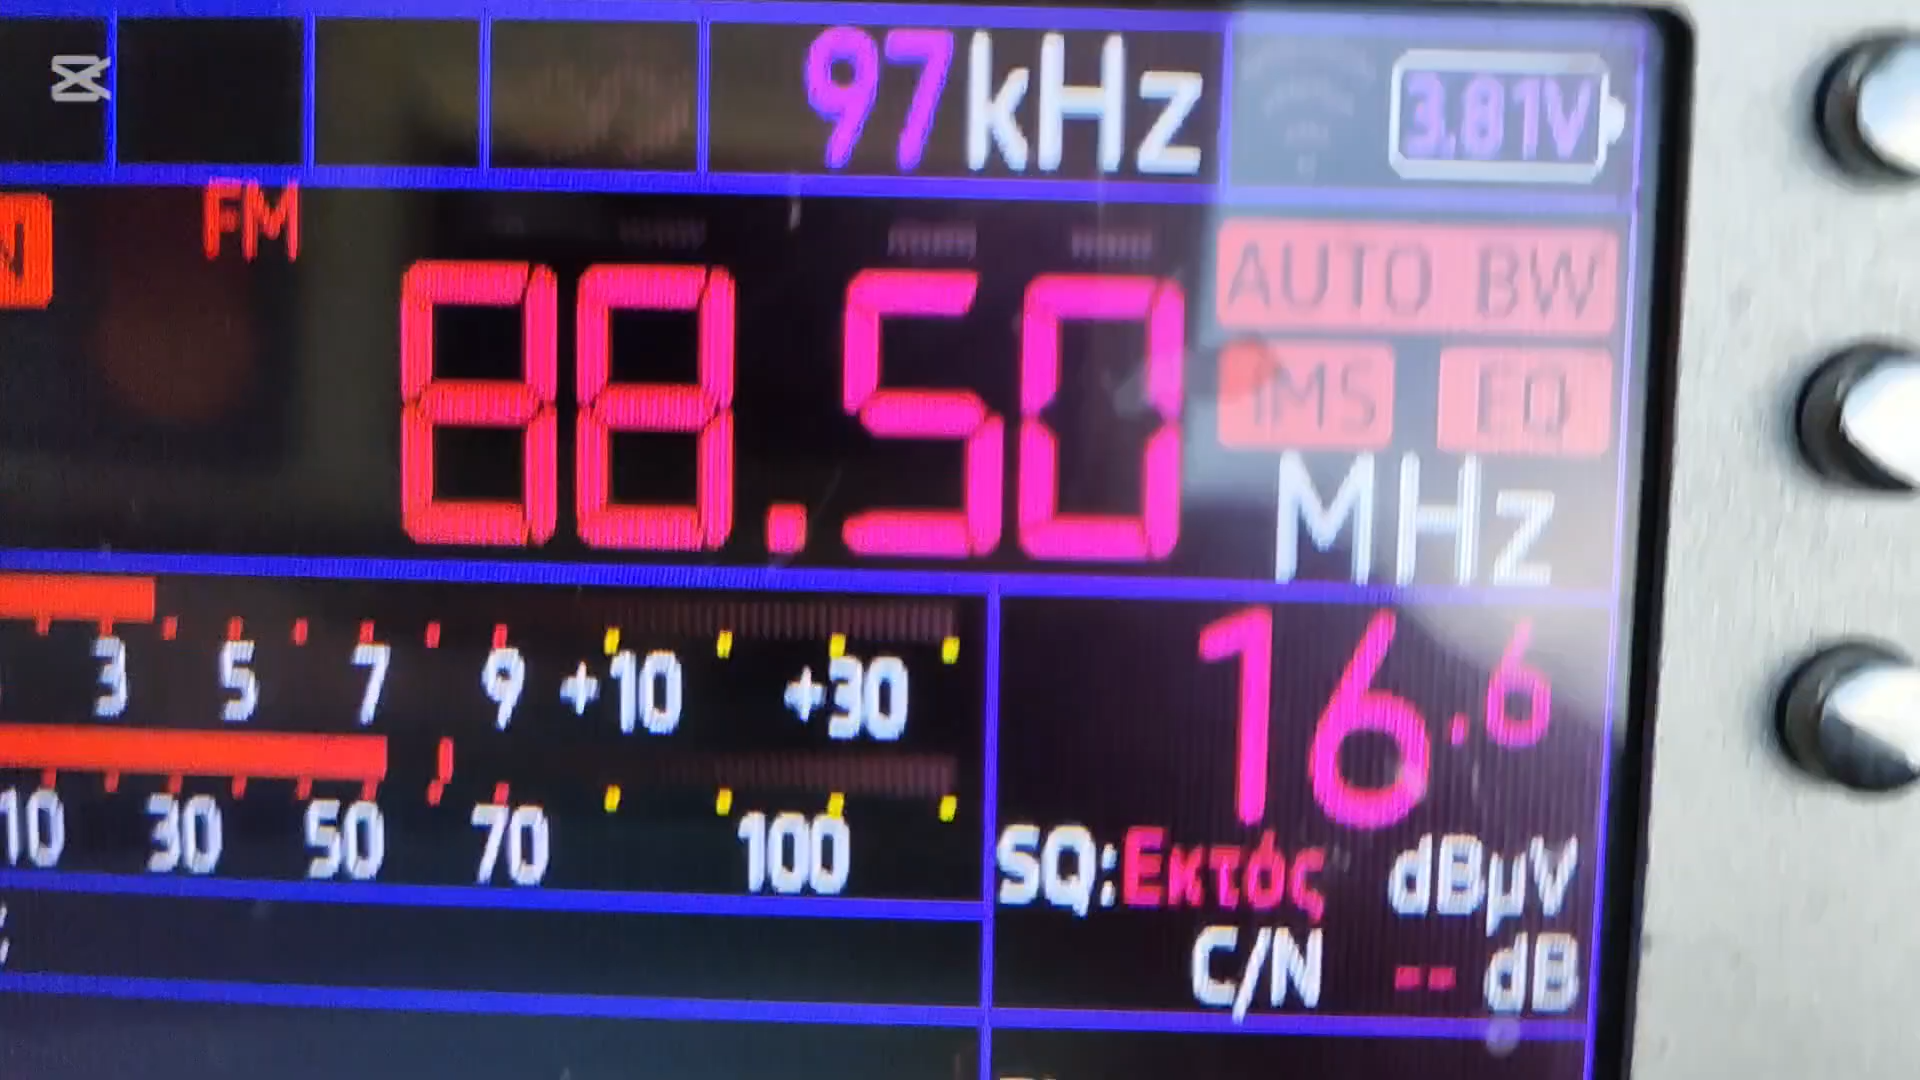 97kHz 3.81V
FM
AUTO BW
iMS EQ
88.50 MHz
16.6
3 5 7 9 +10 +30
10 30 50 70 100
SQ:Εκτός dBµV
C/N -- dB